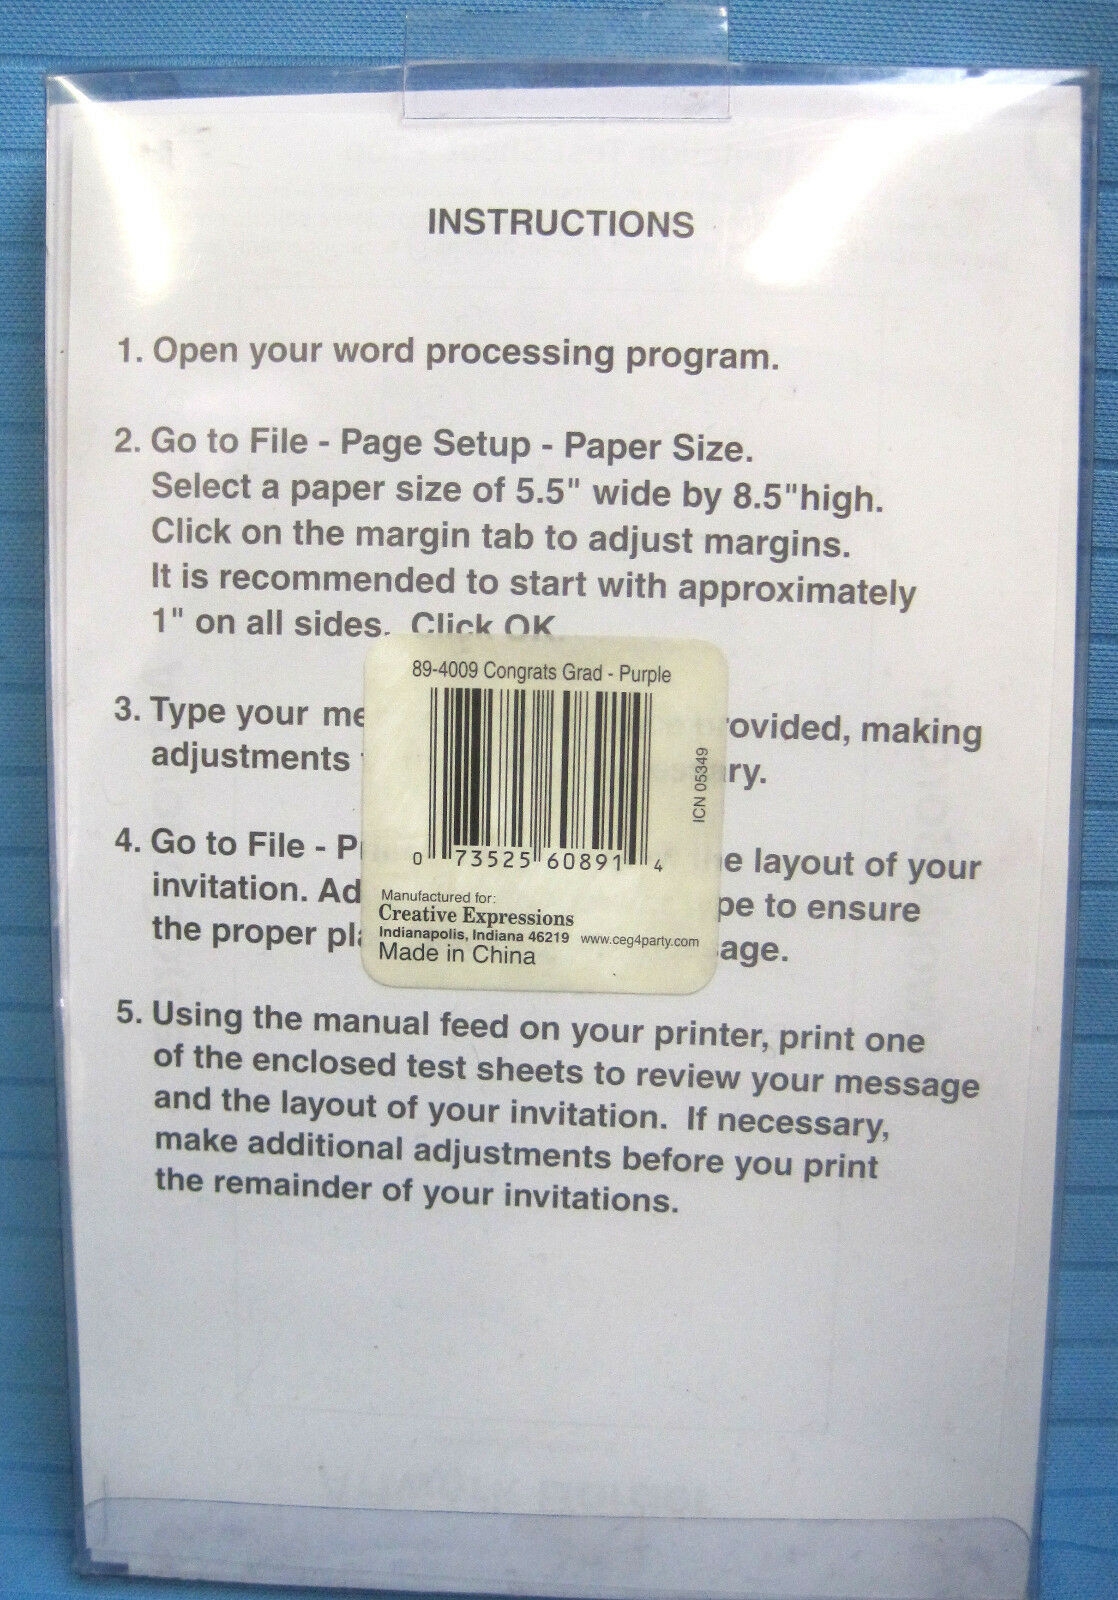 INSTRUCTIONS
1. Open your word processing program.
2. Go to File - Page Setup - Paper Size.
Select a paper size of 5.5" wide by 8.5"high.
Click on the margin tab to adjust margins.
It is recommended to start with approximately
1" on all sides. Click OK.
3. Type your me rovided, making
adjustments ry.
4. Go to File - P e layout of your
invitation. Ad pe to ensure
the proper pla age.
89-4009 Congrats Grad - Purple
ICN 05349
0 73525 60891 4
Manufactured for:
Creative Expressions
Indianapolis, Indiana 46219 www.ceg4party.com
Made in China
5. Using the manual feed on your printer, print one
of the enclosed test sheets to review your message
and the layout of your invitation. If necessary,
make additional adjustments before you print
the remainder of your invitations.